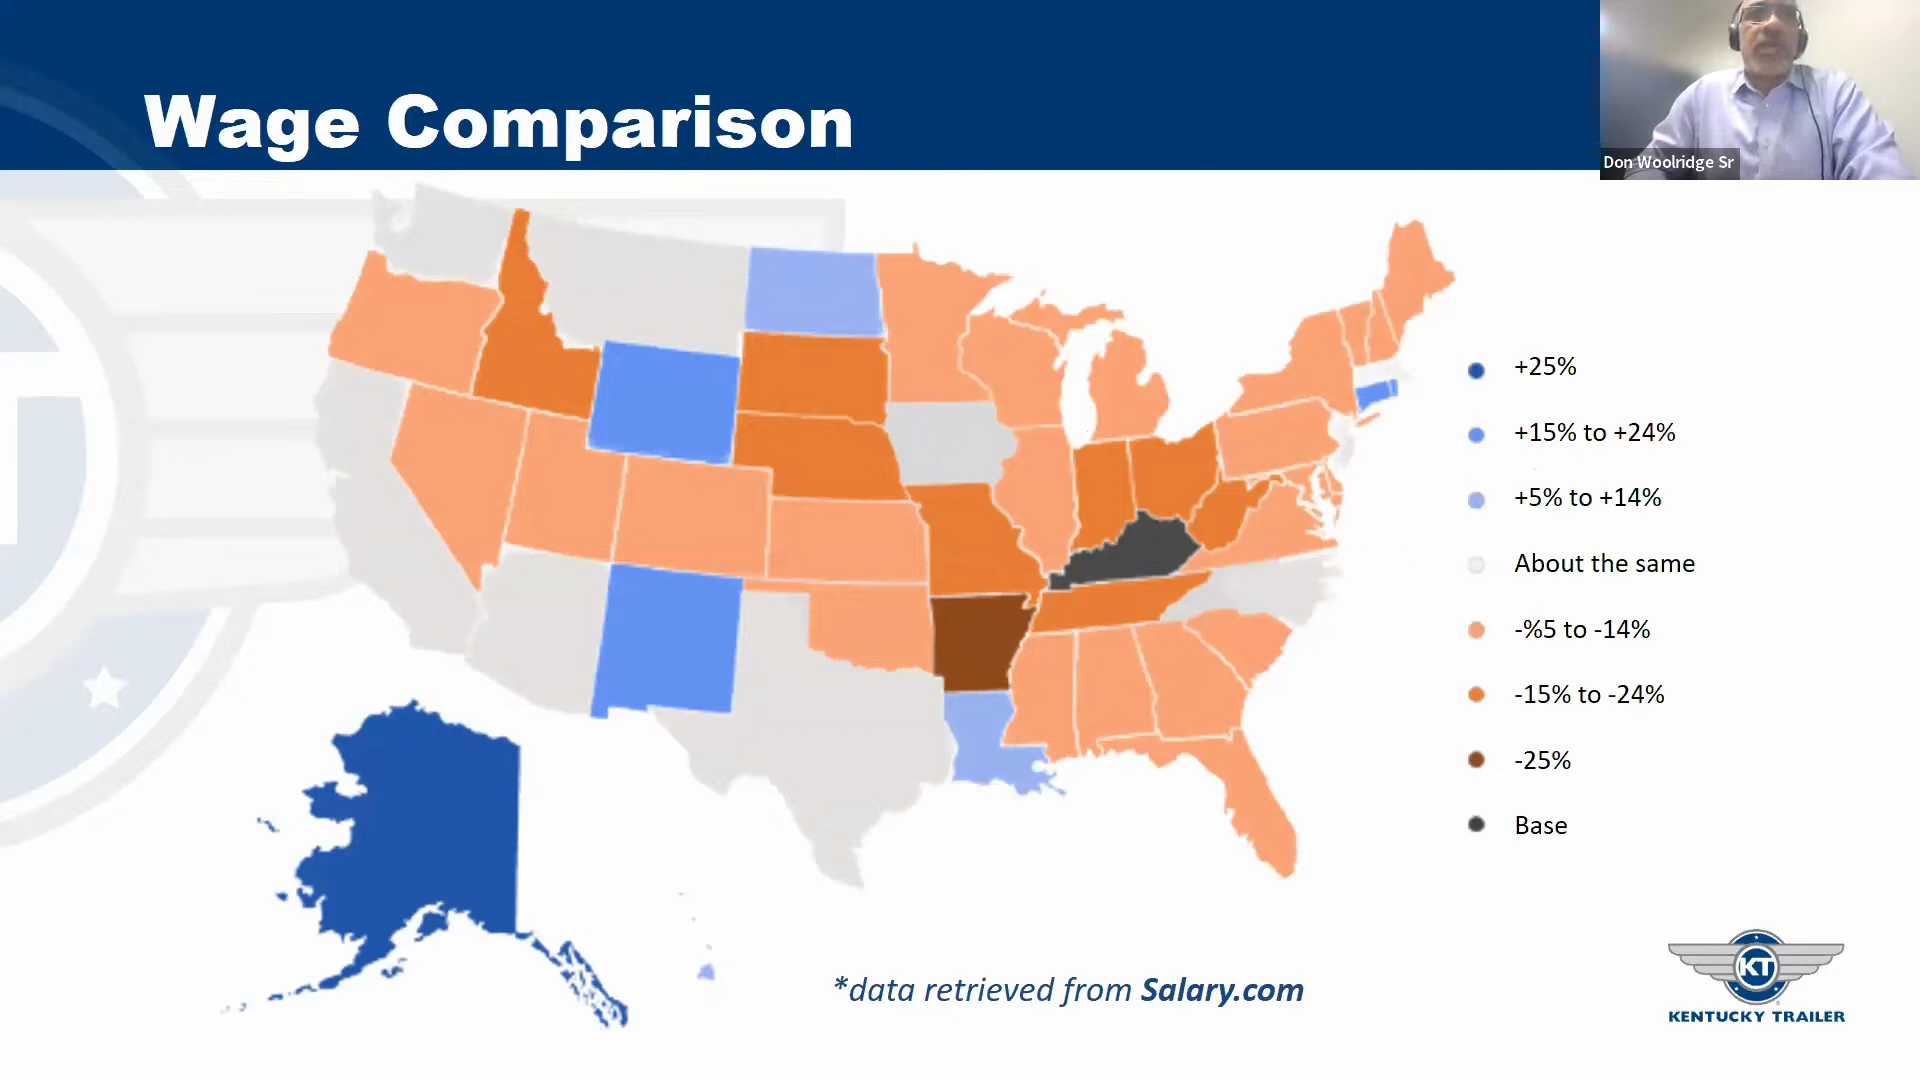 Wage Comparison
Don Woolridge Sr
+25%
+15% to +24%
+5% to +14%
About the same
-%5 to -14%
-15% to -24%
-25%
Base
*data retrieved from Salary.com
KT
KENTUCKY TRAILER